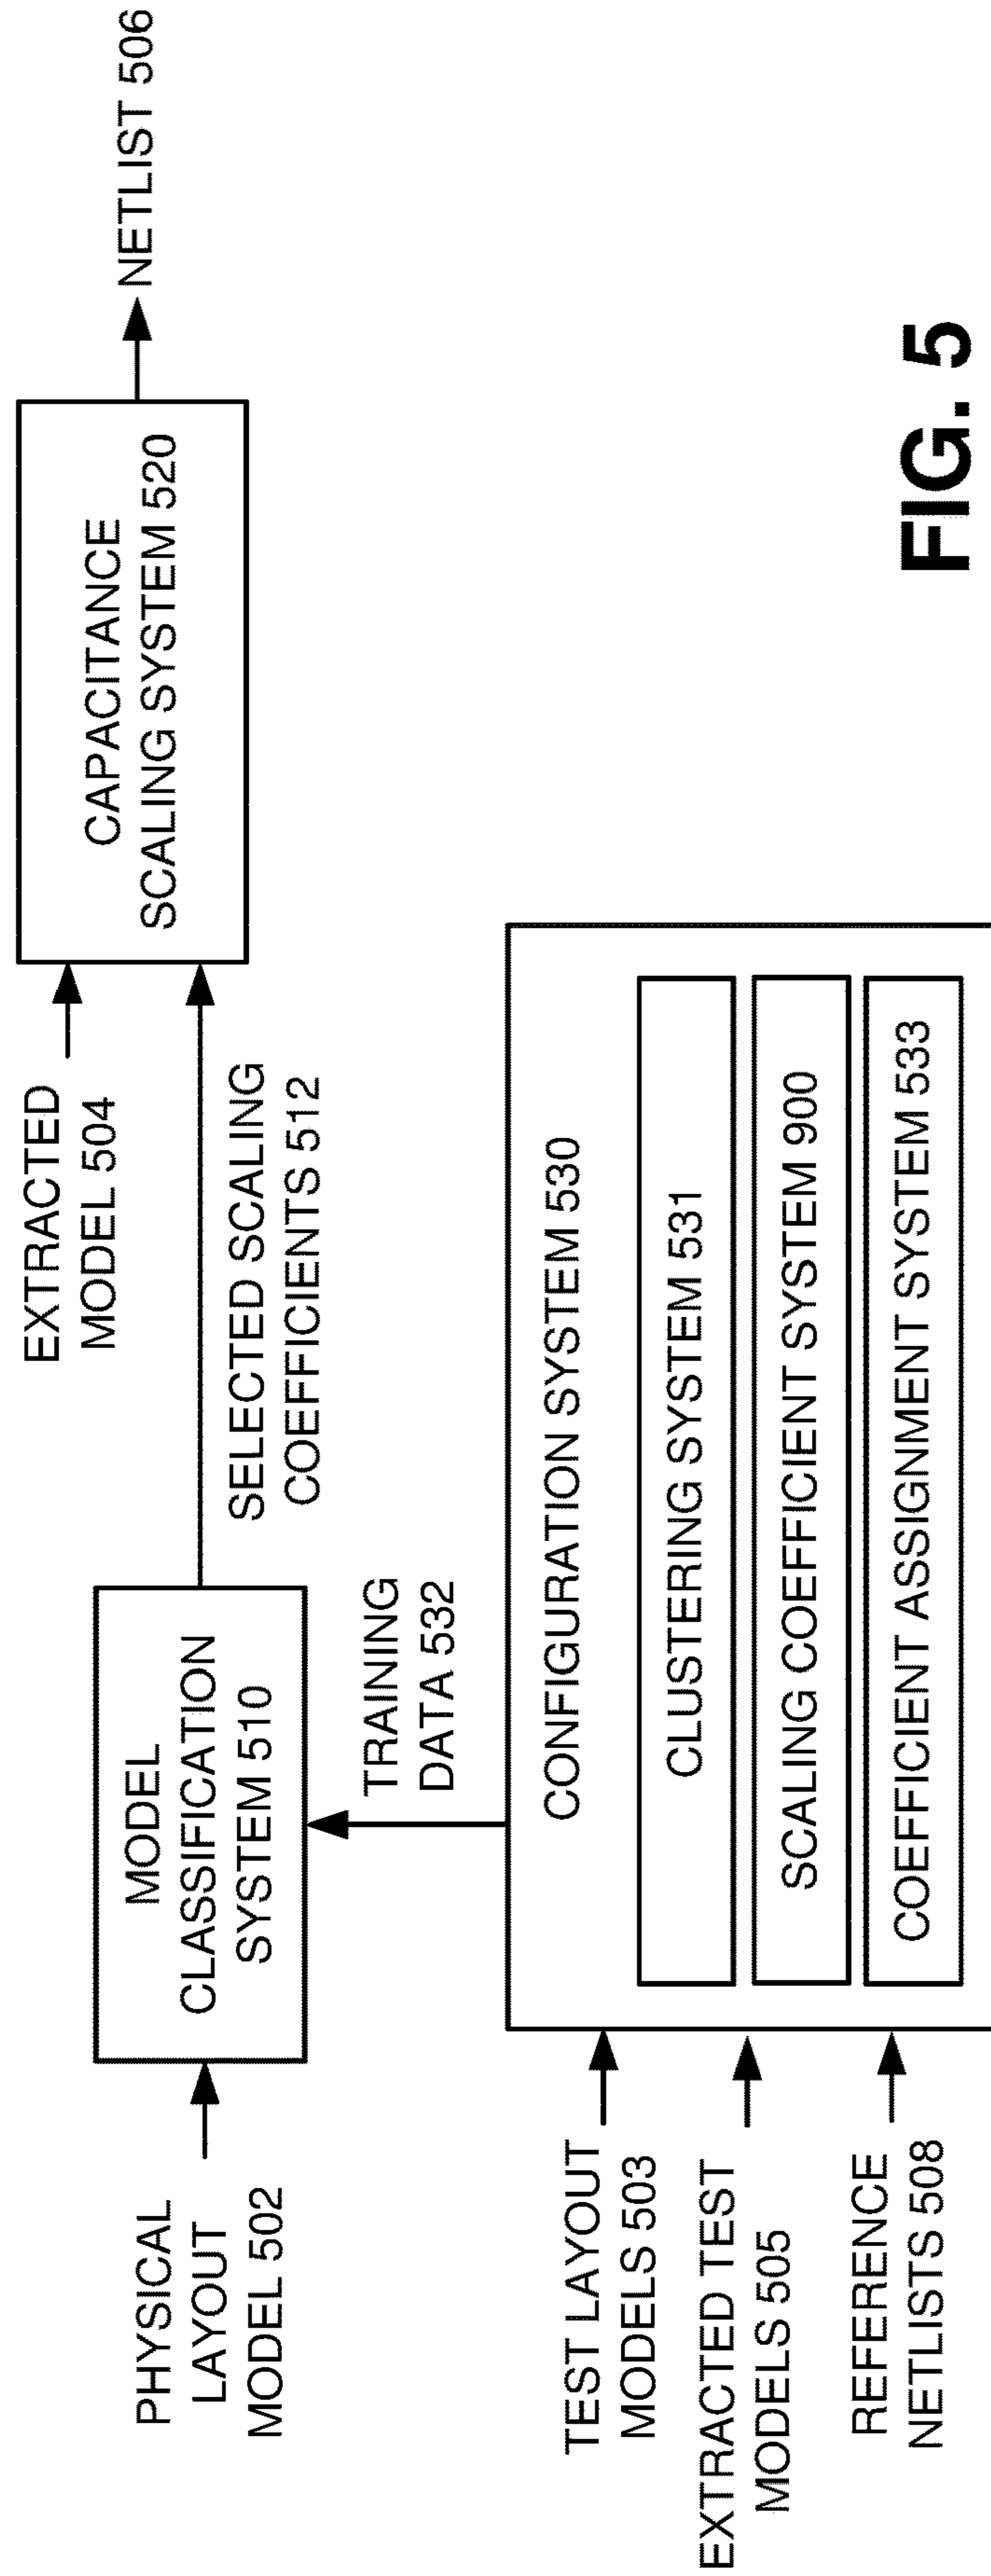 PHYSICAL
LAYOUT
MODEL 502
MODEL
CLASSIFICATION
SYSTEM 510
EXTRACTED
MODEL 504
SELECTED SCALING
COEFFICIENTS 512
CAPACITANCE
SCALING SYSTEM 520
NETLIST 506
TRAINING
DATA 532
TEST LAYOUT
MODELS 503
EXTRACTED TEST
MODELS 505
REFERENCE
NETLISTS 508
CONFIGURATION SYSTEM 530
CLUSTERING SYSTEM 531
SCALING COEFFICIENT SYSTEM 900
COEFFICIENT ASSIGNMENT SYSTEM 533
FIG. 5